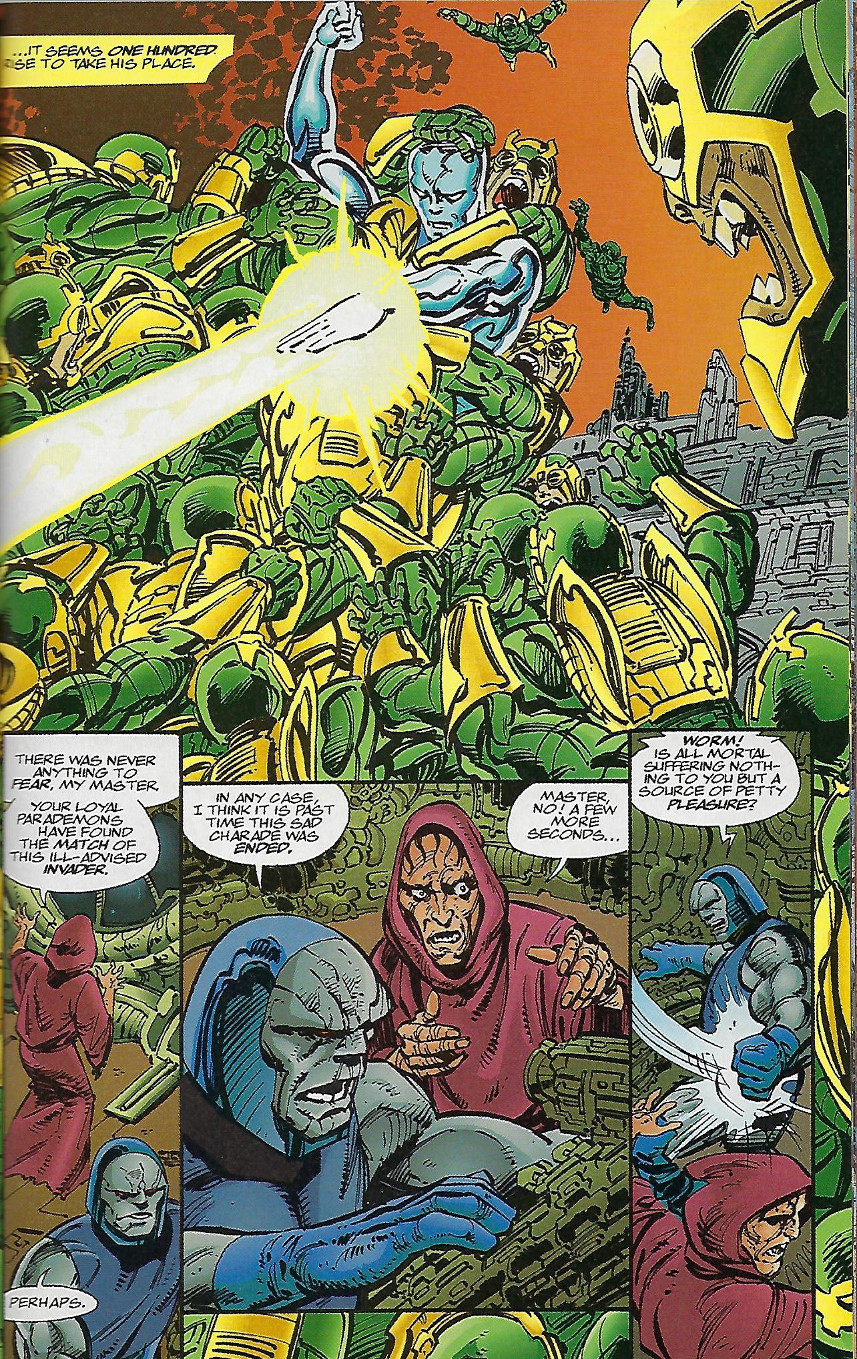 ...IT SEEMS ONE HUNDRED
SE TO TAKE HIS PLACE.
THERE WAS NEVER
ANYTHING TO
FEAR, MY MASTER.
YOUR LOYAL
PARADEMONS
HAVE FOUND
THE MATCH OF
THIS ILL-ADVISED
INVADER.
PERHAPS.
IN ANY CASE,
I THINK IT IS PAST
TIME THIS SAD
CHARADE WAS
ENDED.
MASTER,
NO! A FEW
MORE
SECONDS...
WORM!
IS ALL MORTAL
SUFFERING NOTH-
ING TO YOU BUT A
SOURCE OF PETTY
PLEASURE?